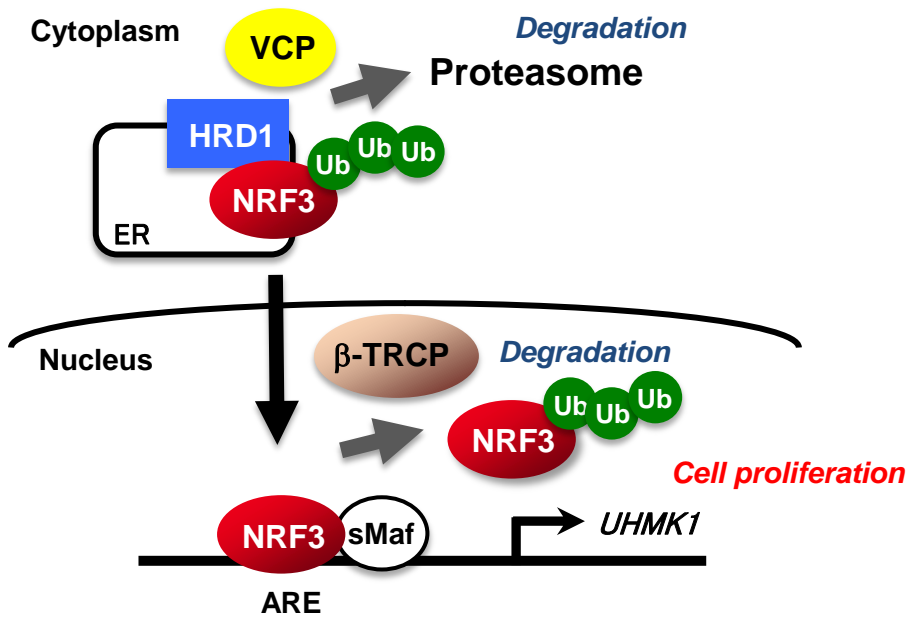 Cytoplasm
VCP
Degradation
Proteasome
HRD1
Ub Ub Ub
NRF3
ER
Nucleus
β-TRCP
Degradation
Ub Ub Ub
NRF3
Cell proliferation
NRF3
sMaf
UHMK1
ARE